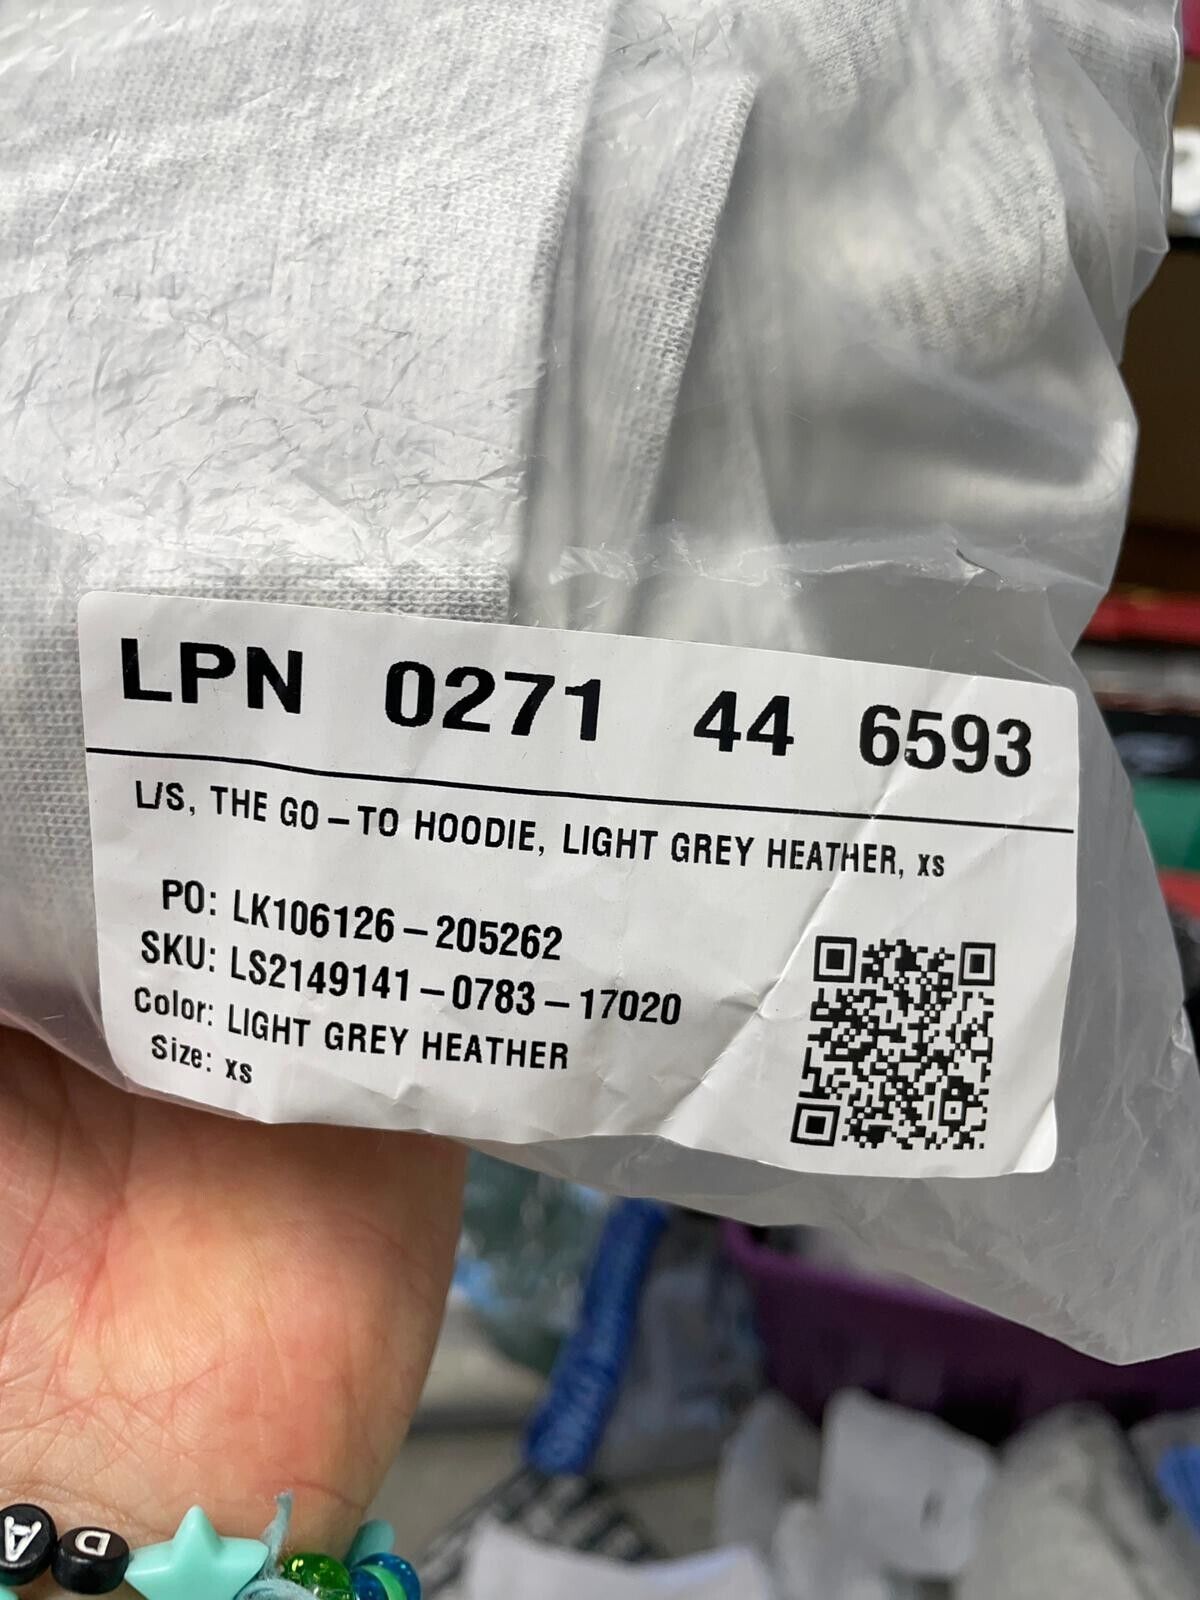 LPN 0271 44 6593
L/S, THE GO-TO HOODIE, LIGHT GREY HEATHER, XS
PO: LK106126-205262
SKU: LS2149141-0783-17020
Color: LIGHT GREY HEATHER
Size: XS
A D